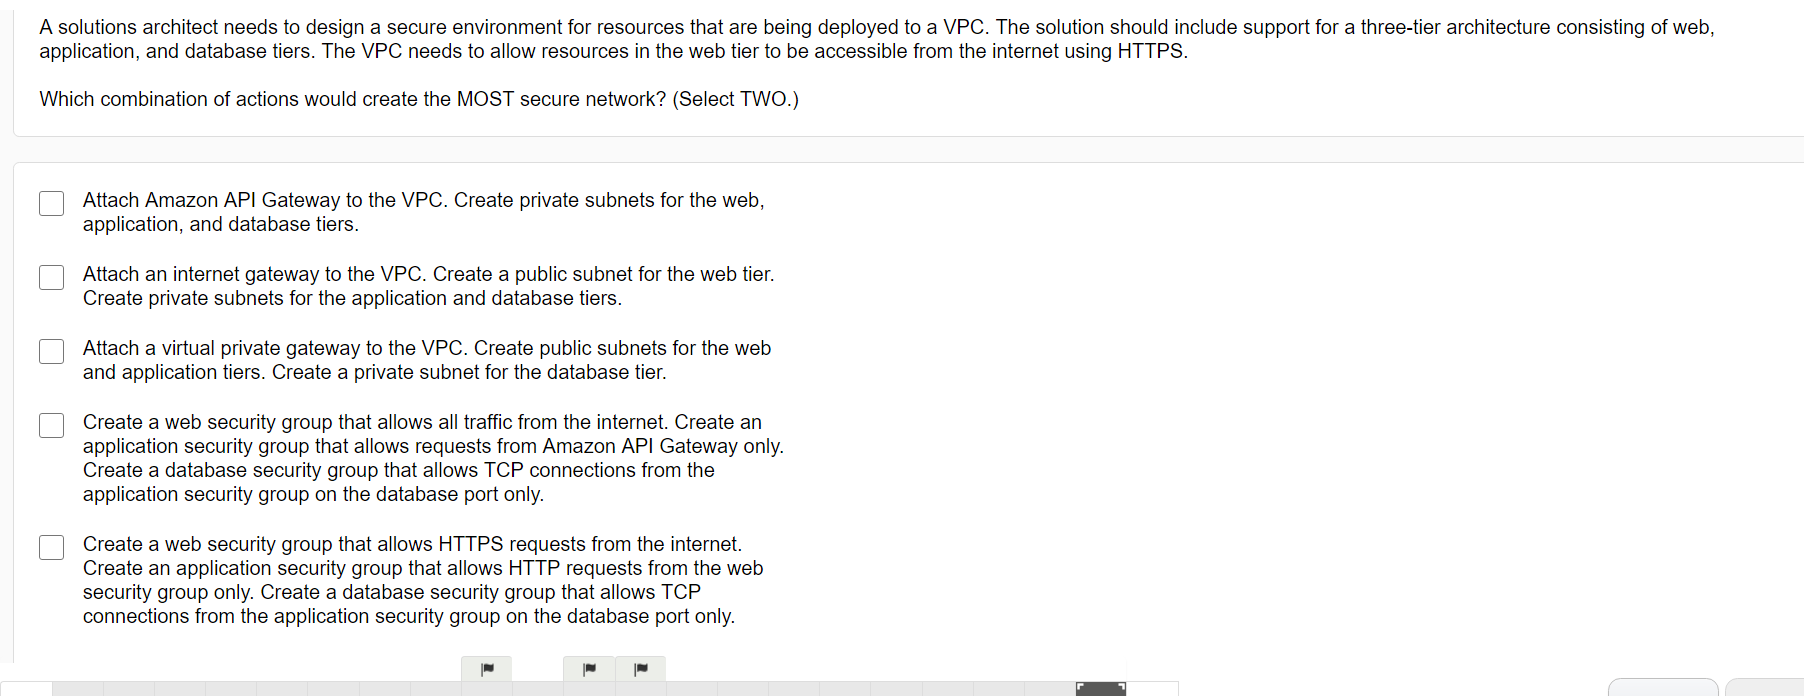 A solutions architect needs to design a secure environment for resources that are being deployed to a VPC. The solution should include support for a three-tier architecture consisting of web,
application, and database tiers. The VPC needs to allow resources in the web tier to be accessible from the internet using HTTPS.
Which combination of actions would create the MOST secure network? (Select TWO.)
Attach Amazon API Gateway to the VPC. Create private subnets for the web,
application, and database tiers.
Attach an internet gateway to the VPC. Create a public subnet for the web tier.
Create private subnets for the application and database tiers.
Attach a virtual private gateway to the VPC. Create public subnets for the web
and application tiers. Create a private subnet for the database tier.
Create a web security group that allows all traffic from the internet. Create an
application security group that allows requests from Amazon API Gateway only.
Create a database security group that allows TCP connections from the
application security group on the database port only.
Create a web security group that allows HTTPS requests from the internet.
Create an application security group that allows HTTP requests from the web
security group only. Create a database security group that allows TCP
connections from the application security group on the database port only.